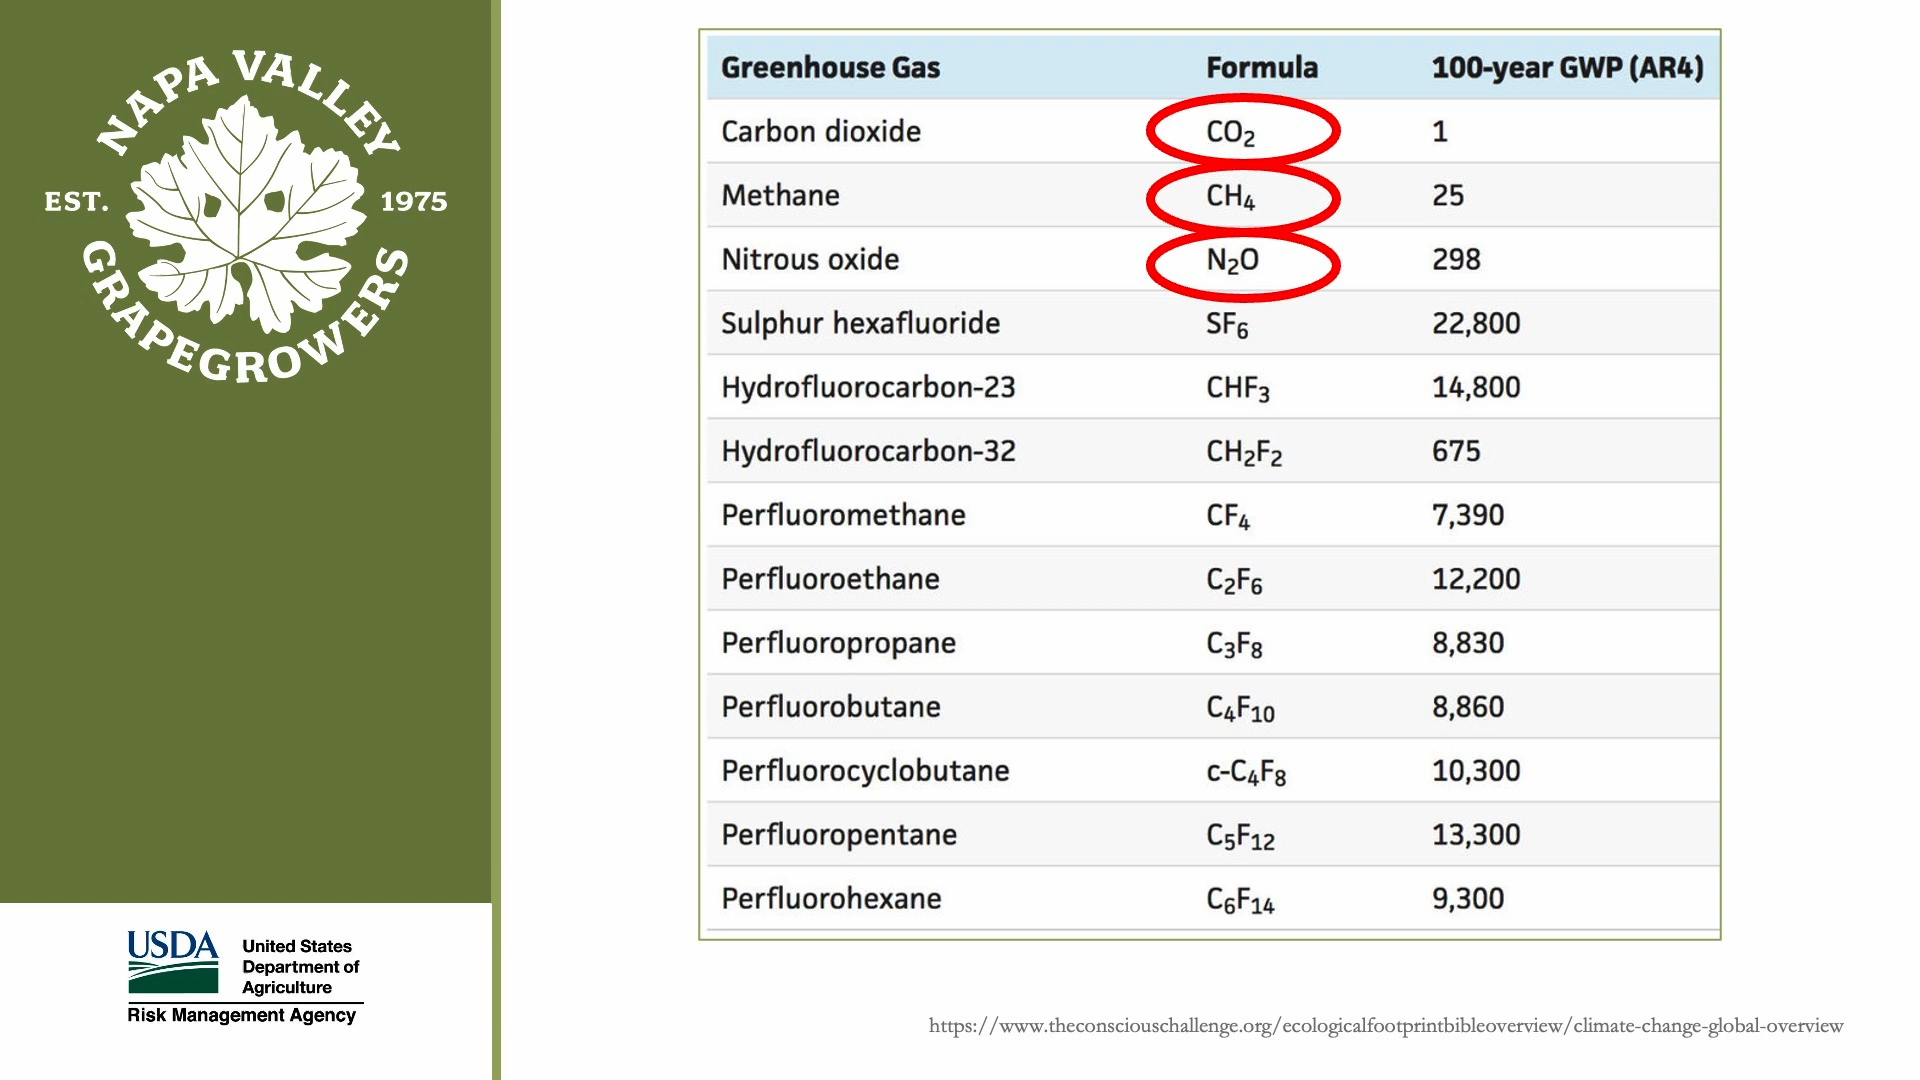 NAPA VALLEY
EST. 1975
GRAPEGROWERS
USDA
United States
Department of
Agriculture
Risk Management Agency
Greenhouse Gas Formula 100-year GWP (AR4)
Carbon dioxide CO₂ 1
Methane CH₄ 25
Nitrous oxide N₂O 298
Sulphur hexafluoride SF₆ 22,800
Hydrofluorocarbon-23 CHF₃ 14,800
Hydrofluorocarbon-32 CH₂F₂ 675
Perfluoromethane CF₄ 7,390
Perfluoroethane C₂F₆ 12,200
Perfluoropropane C₃F₈ 8,830
Perfluorobutane C₄F₁₀ 8,860
Perfluorocyclobutane c-C₄F₈ 10,300
Perfluoropentane C₅F₁₂ 13,300
Perfluorohexane C₆F₁₄ 9,300
https://www.theconsciouschallenge.org/ecologicalfootprintbibleoverview/climate-change-global-overview